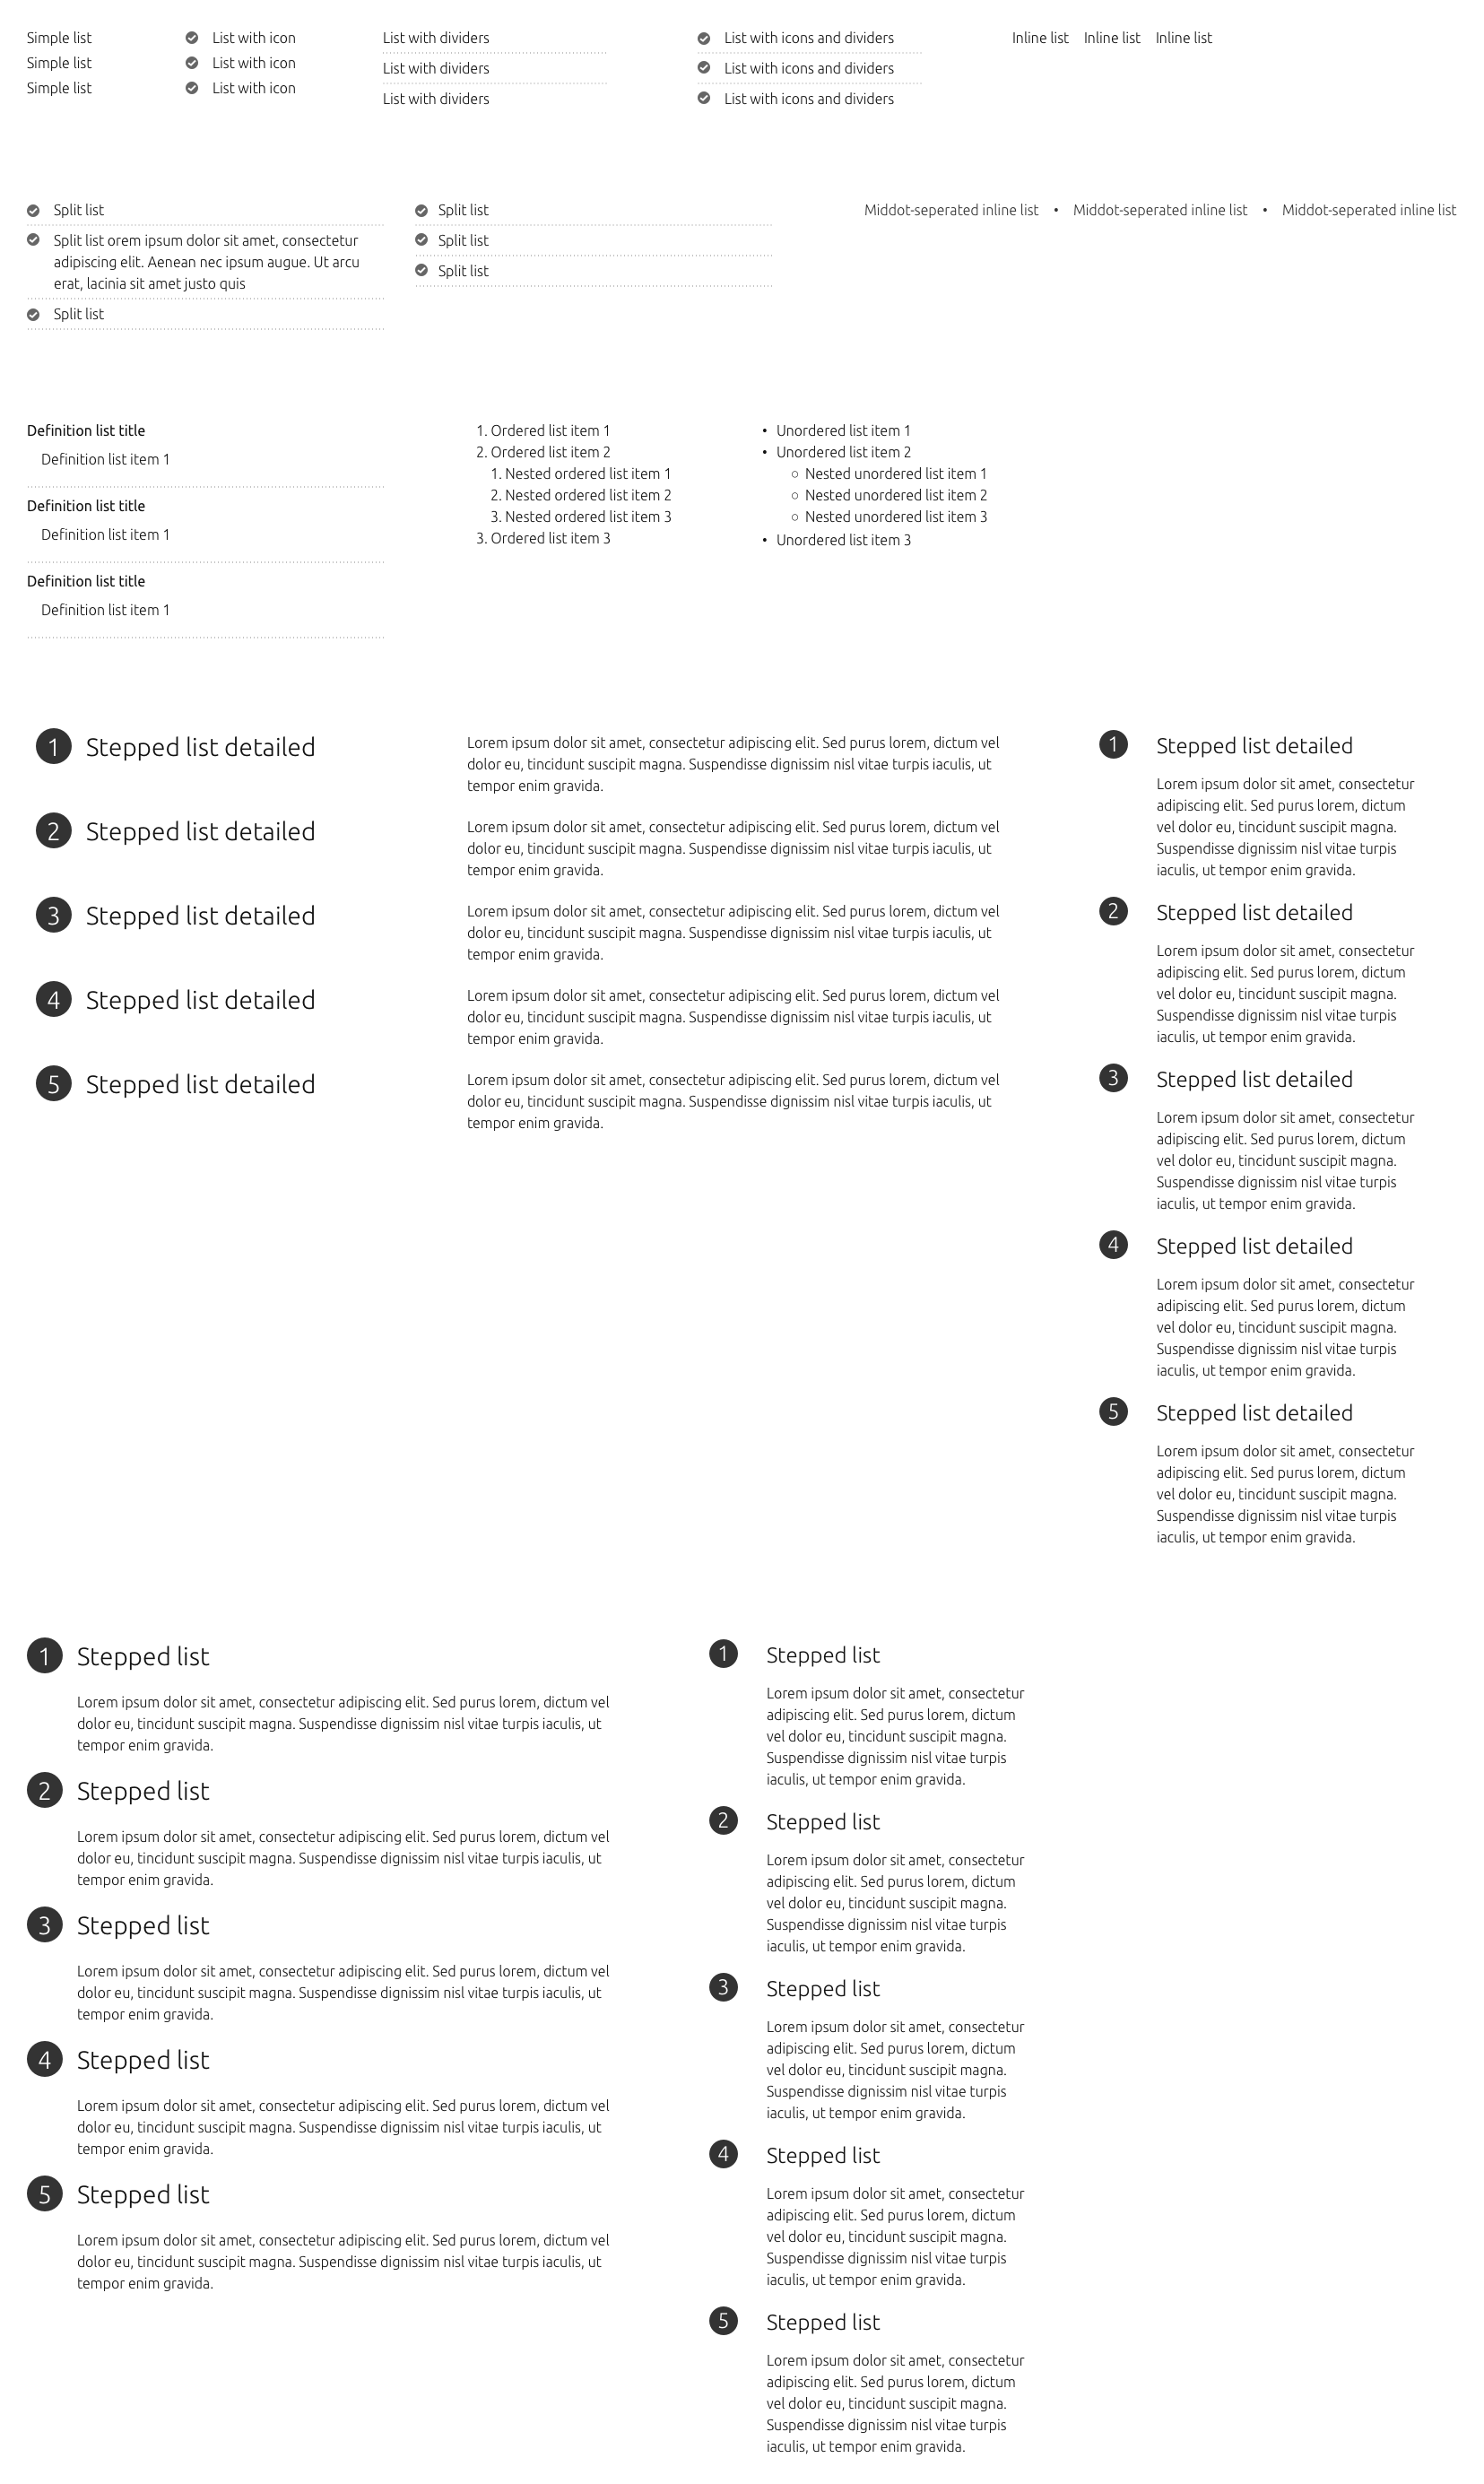 Simple list
Simple list
Simple list
List with icon
List with icon
List with icon
List with dividers
List with dividers
List with dividers
List with icons and dividers
List with icons and dividers
List with icons and dividers
Inline list Inline list Inline list
Split list
Split list orem ipsum dolor sit amet, consectetur
adipiscing elit. Aenean nec ipsum augue. Ut arcu
erat, lacinia sit amet justo quis
Split list
Split list
Split list
Split list
Middot-seperated inline list • Middot-seperated inline list • Middot-seperated inline list
Definition list title
Definition list item 1
Definition list title
Definition list item 1
Definition list title
Definition list item 1
1. Ordered list item 1
2. Ordered list item 2
1. Nested ordered list item 1
2. Nested ordered list item 2
3. Nested ordered list item 3
3. Ordered list item 3
• Unordered list item 1
• Unordered list item 2
○ Nested unordered list item 1
○ Nested unordered list item 2
○ Nested unordered list item 3
• Unordered list item 3
1 Stepped list detailed
Lorem ipsum dolor sit amet, consectetur adipiscing elit. Sed purus lorem, dictum vel
dolor eu, tincidunt suscipit magna. Suspendisse dignissim nisl vitae turpis iaculis, ut
tempor enim gravida.
2 Stepped list detailed
Lorem ipsum dolor sit amet, consectetur adipiscing elit. Sed purus lorem, dictum vel
dolor eu, tincidunt suscipit magna. Suspendisse dignissim nisl vitae turpis iaculis, ut
tempor enim gravida.
3 Stepped list detailed
Lorem ipsum dolor sit amet, consectetur adipiscing elit. Sed purus lorem, dictum vel
dolor eu, tincidunt suscipit magna. Suspendisse dignissim nisl vitae turpis iaculis, ut
tempor enim gravida.
4 Stepped list detailed
Lorem ipsum dolor sit amet, consectetur adipiscing elit. Sed purus lorem, dictum vel
dolor eu, tincidunt suscipit magna. Suspendisse dignissim nisl vitae turpis iaculis, ut
tempor enim gravida.
5 Stepped list detailed
Lorem ipsum dolor sit amet, consectetur adipiscing elit. Sed purus lorem, dictum vel
dolor eu, tincidunt suscipit magna. Suspendisse dignissim nisl vitae turpis iaculis, ut
tempor enim gravida.
1 Stepped list detailed
Lorem ipsum dolor sit amet, consectetur
adipiscing elit. Sed purus lorem, dictum
vel dolor eu, tincidunt suscipit magna.
Suspendisse dignissim nisl vitae turpis
iaculis, ut tempor enim gravida.
2 Stepped list detailed
Lorem ipsum dolor sit amet, consectetur
adipiscing elit. Sed purus lorem, dictum
vel dolor eu, tincidunt suscipit magna.
Suspendisse dignissim nisl vitae turpis
iaculis, ut tempor enim gravida.
3 Stepped list detailed
Lorem ipsum dolor sit amet, consectetur
adipiscing elit. Sed purus lorem, dictum
vel dolor eu, tincidunt suscipit magna.
Suspendisse dignissim nisl vitae turpis
iaculis, ut tempor enim gravida.
4 Stepped list detailed
Lorem ipsum dolor sit amet, consectetur
adipiscing elit. Sed purus lorem, dictum
vel dolor eu, tincidunt suscipit magna.
Suspendisse dignissim nisl vitae turpis
iaculis, ut tempor enim gravida.
5 Stepped list detailed
Lorem ipsum dolor sit amet, consectetur
adipiscing elit. Sed purus lorem, dictum
vel dolor eu, tincidunt suscipit magna.
Suspendisse dignissim nisl vitae turpis
iaculis, ut tempor enim gravida.
1 Stepped list
Lorem ipsum dolor sit amet, consectetur adipiscing elit. Sed purus lorem, dictum vel
dolor eu, tincidunt suscipit magna. Suspendisse dignissim nisl vitae turpis iaculis, ut
tempor enim gravida.
2 Stepped list
Lorem ipsum dolor sit amet, consectetur adipiscing elit. Sed purus lorem, dictum vel
dolor eu, tincidunt suscipit magna. Suspendisse dignissim nisl vitae turpis iaculis, ut
tempor enim gravida.
3 Stepped list
Lorem ipsum dolor sit amet, consectetur adipiscing elit. Sed purus lorem, dictum vel
dolor eu, tincidunt suscipit magna. Suspendisse dignissim nisl vitae turpis iaculis, ut
tempor enim gravida.
4 Stepped list
Lorem ipsum dolor sit amet, consectetur adipiscing elit. Sed purus lorem, dictum vel
dolor eu, tincidunt suscipit magna. Suspendisse dignissim nisl vitae turpis iaculis, ut
tempor enim gravida.
5 Stepped list
Lorem ipsum dolor sit amet, consectetur adipiscing elit. Sed purus lorem, dictum vel
dolor eu, tincidunt suscipit magna. Suspendisse dignissim nisl vitae turpis iaculis, ut
tempor enim gravida.
1 Stepped list
Lorem ipsum dolor sit amet, consectetur
adipiscing elit. Sed purus lorem, dictum
vel dolor eu, tincidunt suscipit magna.
Suspendisse dignissim nisl vitae turpis
iaculis, ut tempor enim gravida.
2 Stepped list
Lorem ipsum dolor sit amet, consectetur
adipiscing elit. Sed purus lorem, dictum
vel dolor eu, tincidunt suscipit magna.
Suspendisse dignissim nisl vitae turpis
iaculis, ut tempor enim gravida.
3 Stepped list
Lorem ipsum dolor sit amet, consectetur
adipiscing elit. Sed purus lorem, dictum
vel dolor eu, tincidunt suscipit magna.
Suspendisse dignissim nisl vitae turpis
iaculis, ut tempor enim gravida.
4 Stepped list
Lorem ipsum dolor sit amet, consectetur
adipiscing elit. Sed purus lorem, dictum
vel dolor eu, tincidunt suscipit magna.
Suspendisse dignissim nisl vitae turpis
iaculis, ut tempor enim gravida.
5 Stepped list
Lorem ipsum dolor sit amet, consectetur
adipiscing elit. Sed purus lorem, dictum
vel dolor eu, tincidunt suscipit magna.
Suspendisse dignissim nisl vitae turpis
iaculis, ut tempor enim gravida.